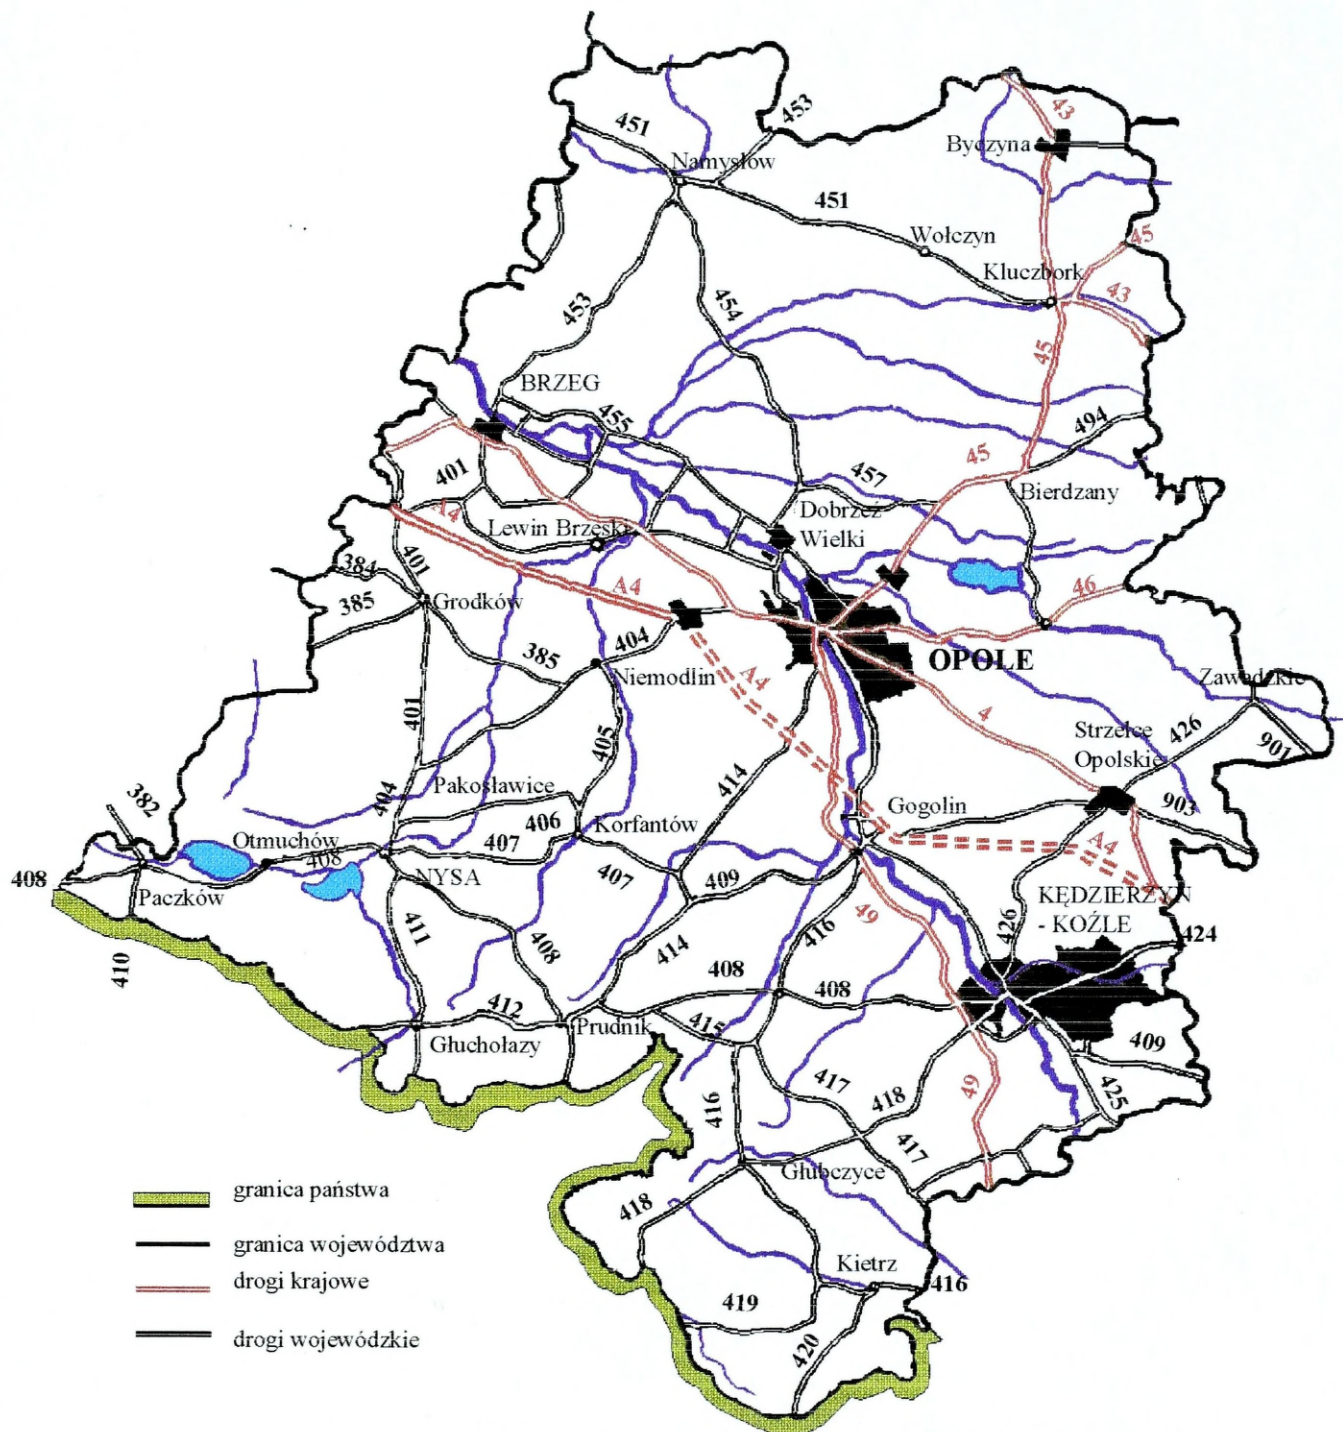 451
453
43
Byczyna
Namysłów
451
Wołczyn
45
Kluczbork
43
453
454
45
BRZEG
455
494
401
45
457
Bierdzany
A4
Lewin Brzeski
Dobrzeź
Wielki
4
384
401
A4
46
385
Grodków
385
404
Niemodlin
OPOLE
A4
Zawadzkie
401
405
4
Strzelce
Opolskie
426
901
414
Pakosławice
404
406
Korfantów
Gogolin
903
382
Otmuchów
408
407
A4
408
Paczków
NYSA
407
409
49
KĘDZIERZYN
- KOŹLE
411
416
426
424
410
408
414
408
408
412
Prudnik
415
Głuchołazy
409
417
418
49
425
416
417
Głubczyce
granica państwa
418
granica województwa
Kietrz
416
drogi krajowe
419
drogi wojewódzkie
420